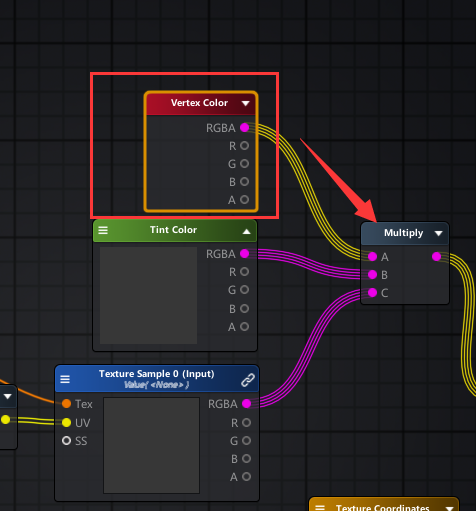 Vertex Color
RGBA
R
G
B
A
Tint Color
RGBA
R
G
B
A
Multiply
A
B
C
Texture Sample 0 (Input)
Value( <None> )
Tex
RGBA
UV
R
SS
G
B
A
Texture Coordinates